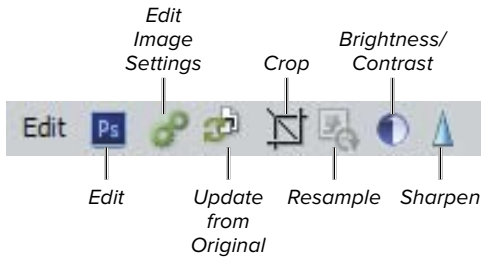 Edit
Image
Settings
Crop
Brightness/
Contrast
Edit Ps
Edit
Update
from
Original
Resample
Sharpen